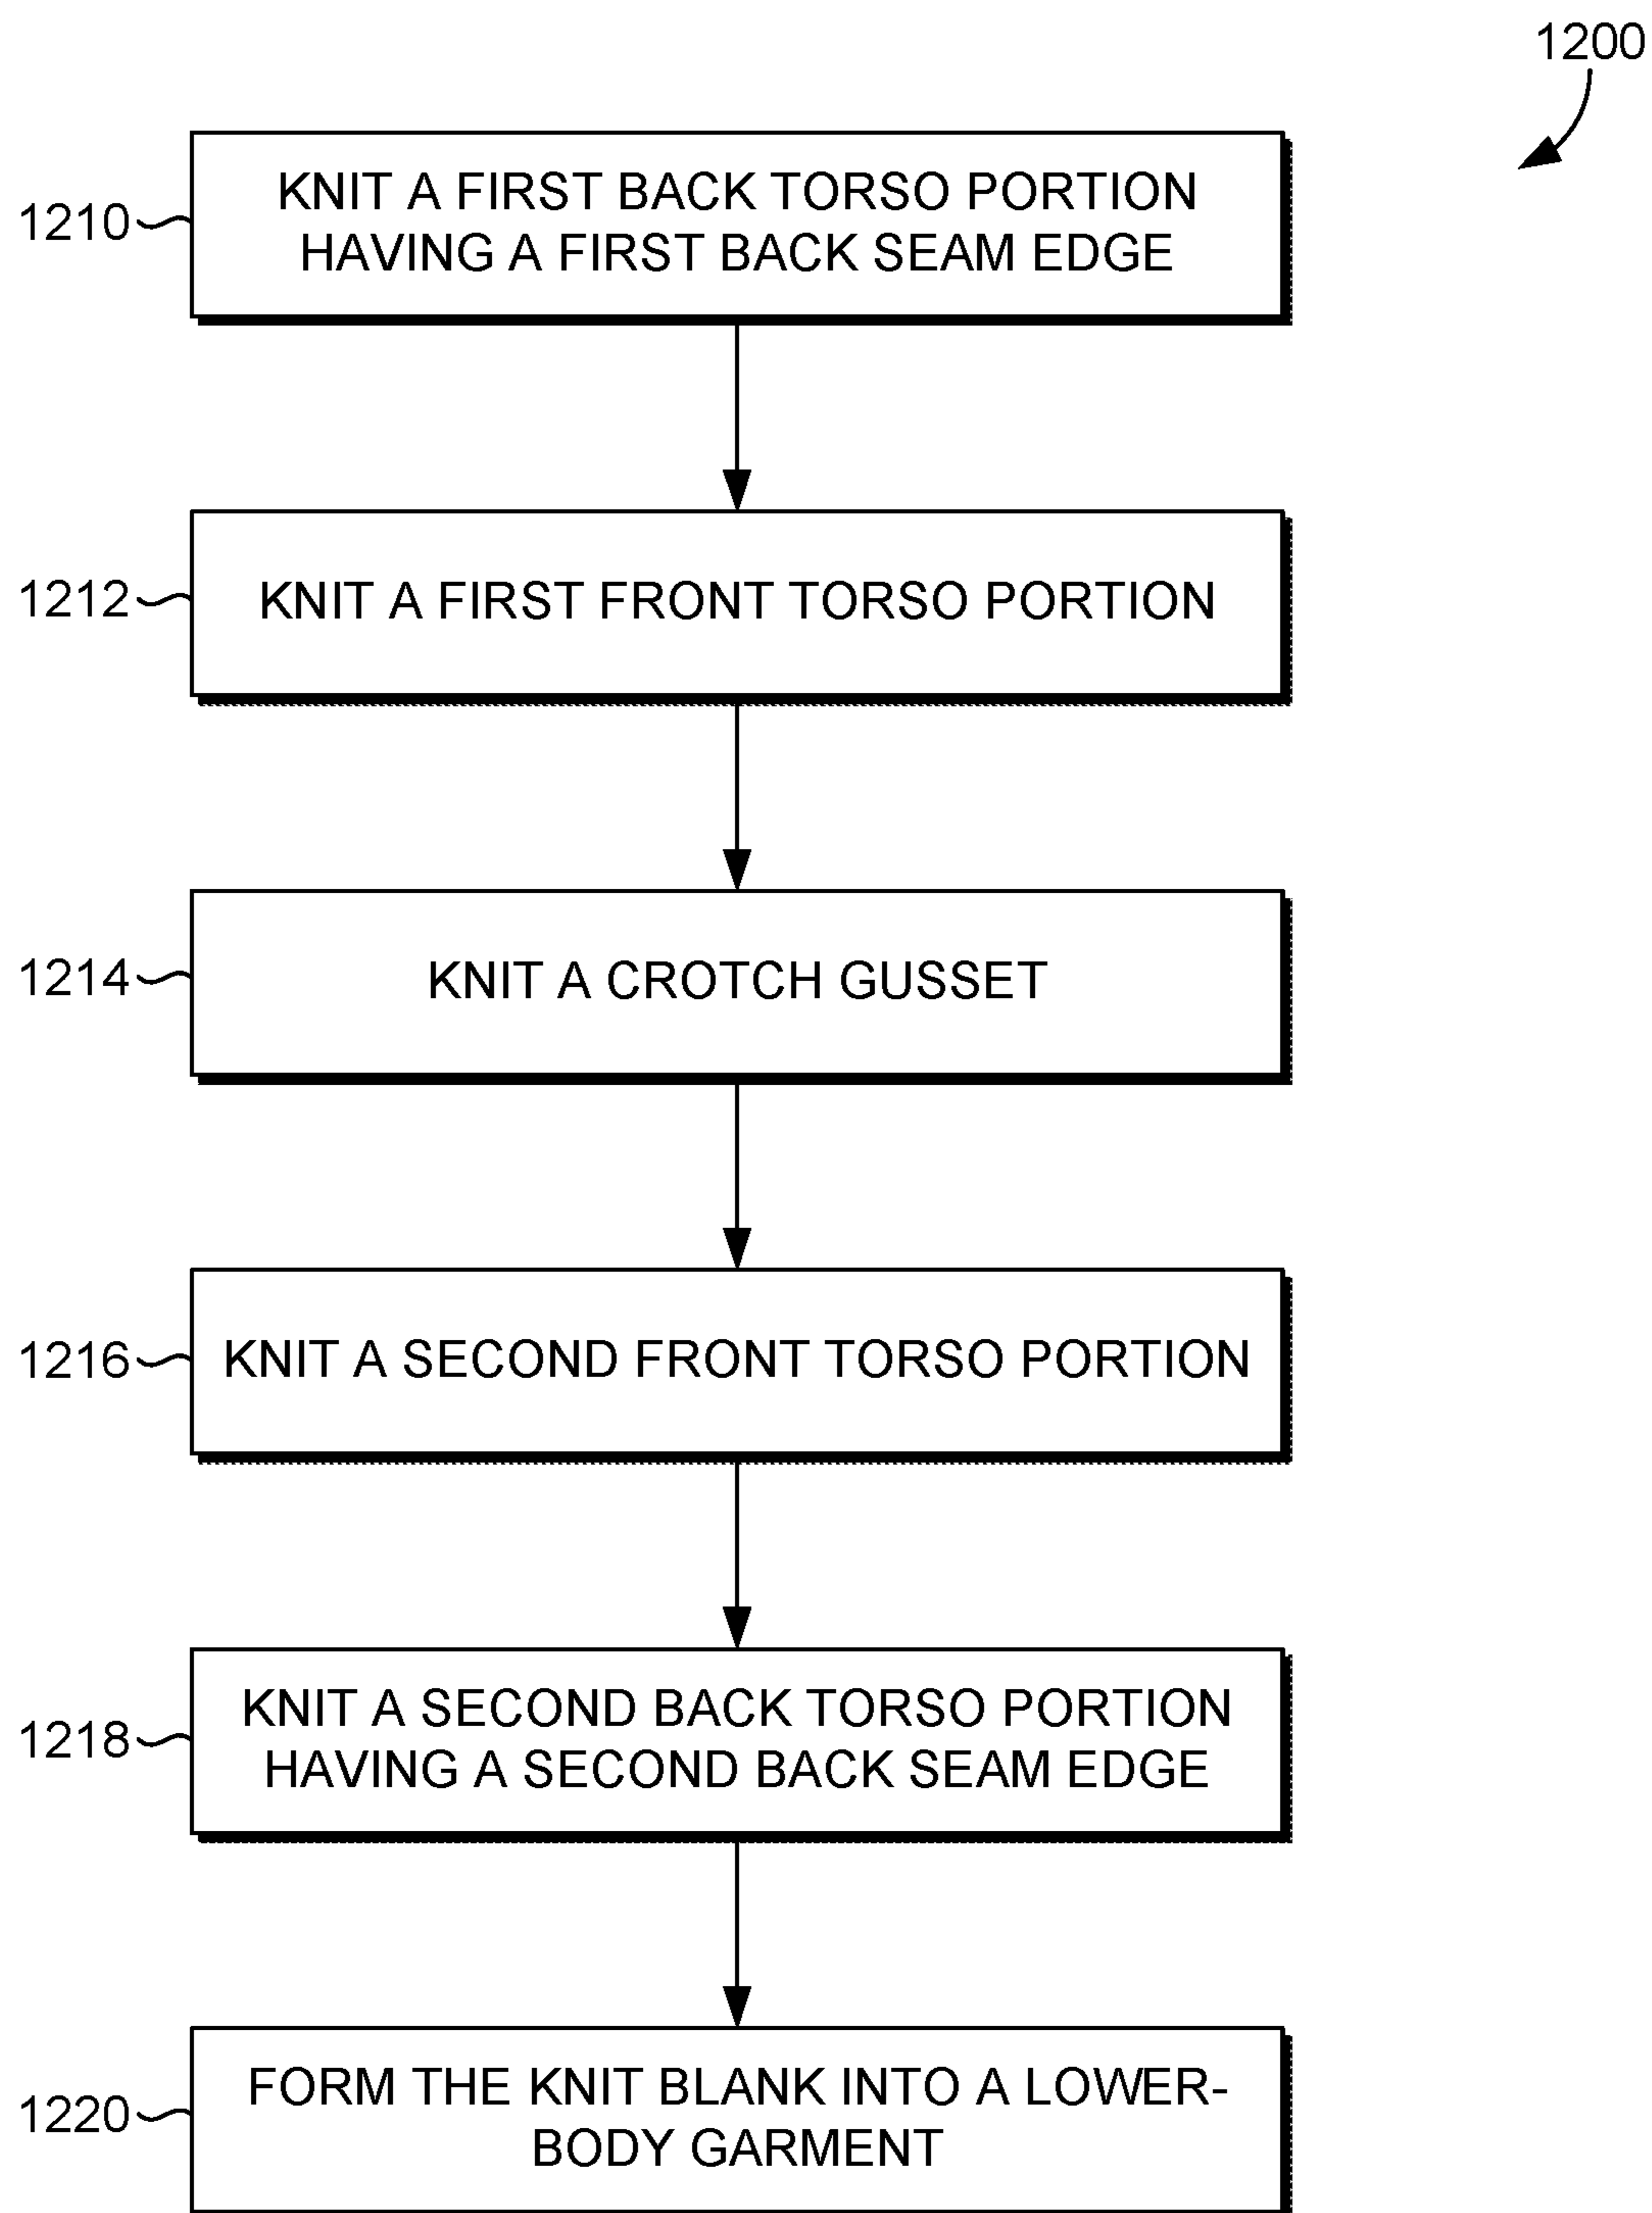 1200
1210
KNIT A FIRST BACK TORSO PORTION
HAVING A FIRST BACK SEAM EDGE
1212
KNIT A FIRST FRONT TORSO PORTION
1214
KNIT A CROTCH GUSSET
1216
KNIT A SECOND FRONT TORSO PORTION
1218
KNIT A SECOND BACK TORSO PORTION
HAVING A SECOND BACK SEAM EDGE
1220
FORM THE KNIT BLANK INTO A LOWER-
BODY GARMENT